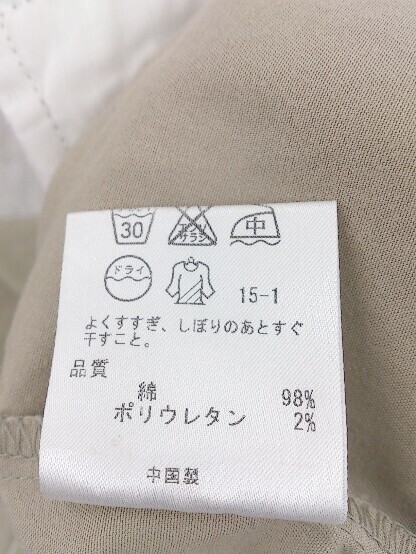 30 エンソサラシ 中
ドライ 15-1
よくすすぎ、しぼりのあとすぐ
干すこと。
品質
綿 98%
ポリウレタン 2%
中国製